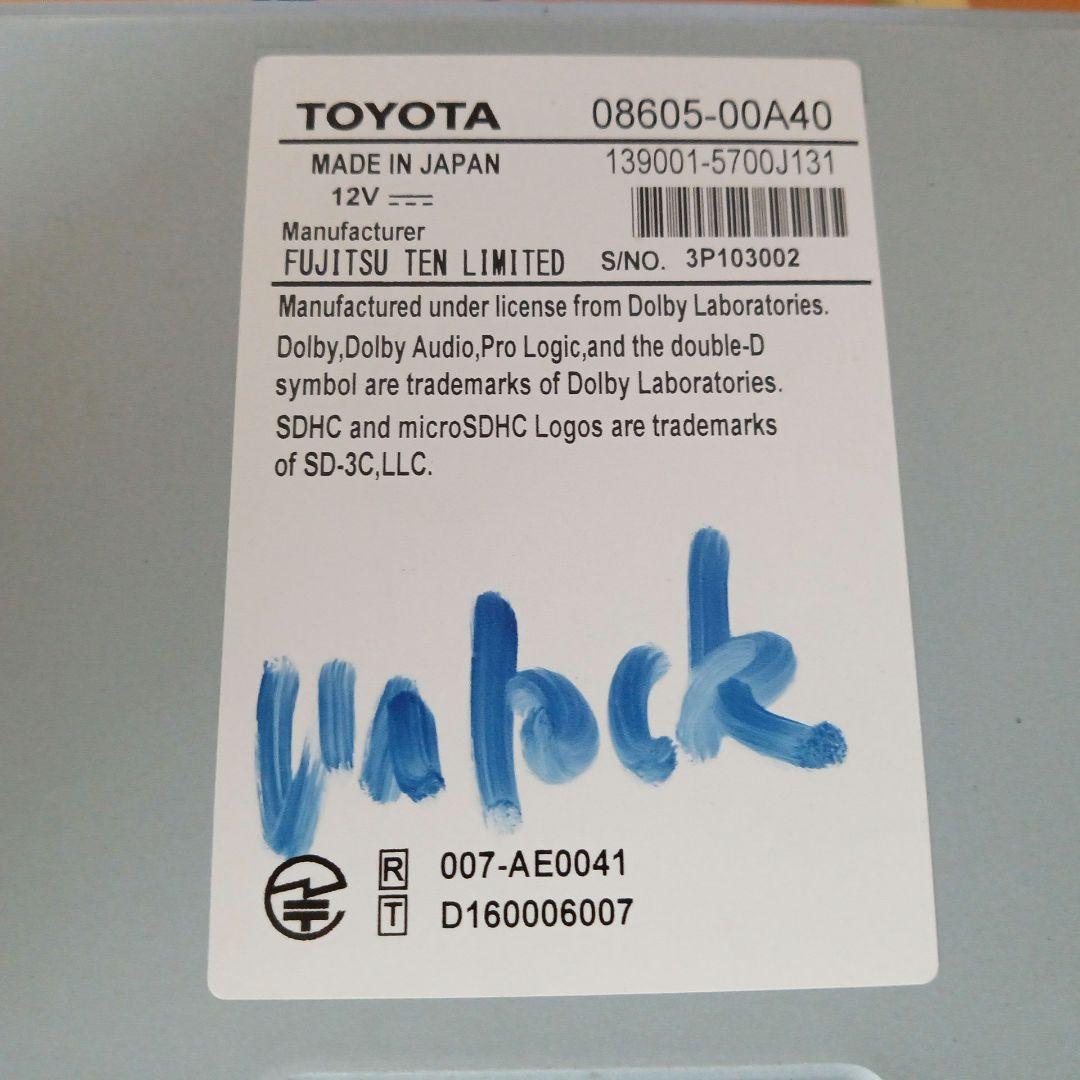 TOYOTA 08605-00A40
MADE IN JAPAN 139001-5700J131
12V
Manufacturer
FUJITSU TEN LIMITED S/NO. 3P103002
Manufactured under license from Dolby Laboratories.
Dolby,Dolby Audio,Pro Logic,and the double-D
symbol are trademarks of Dolby Laboratories.
SDHC and microSDHC Logos are trademarks
of SD-3C,LLC.
unlock
R 007-AE0041
T D160006007